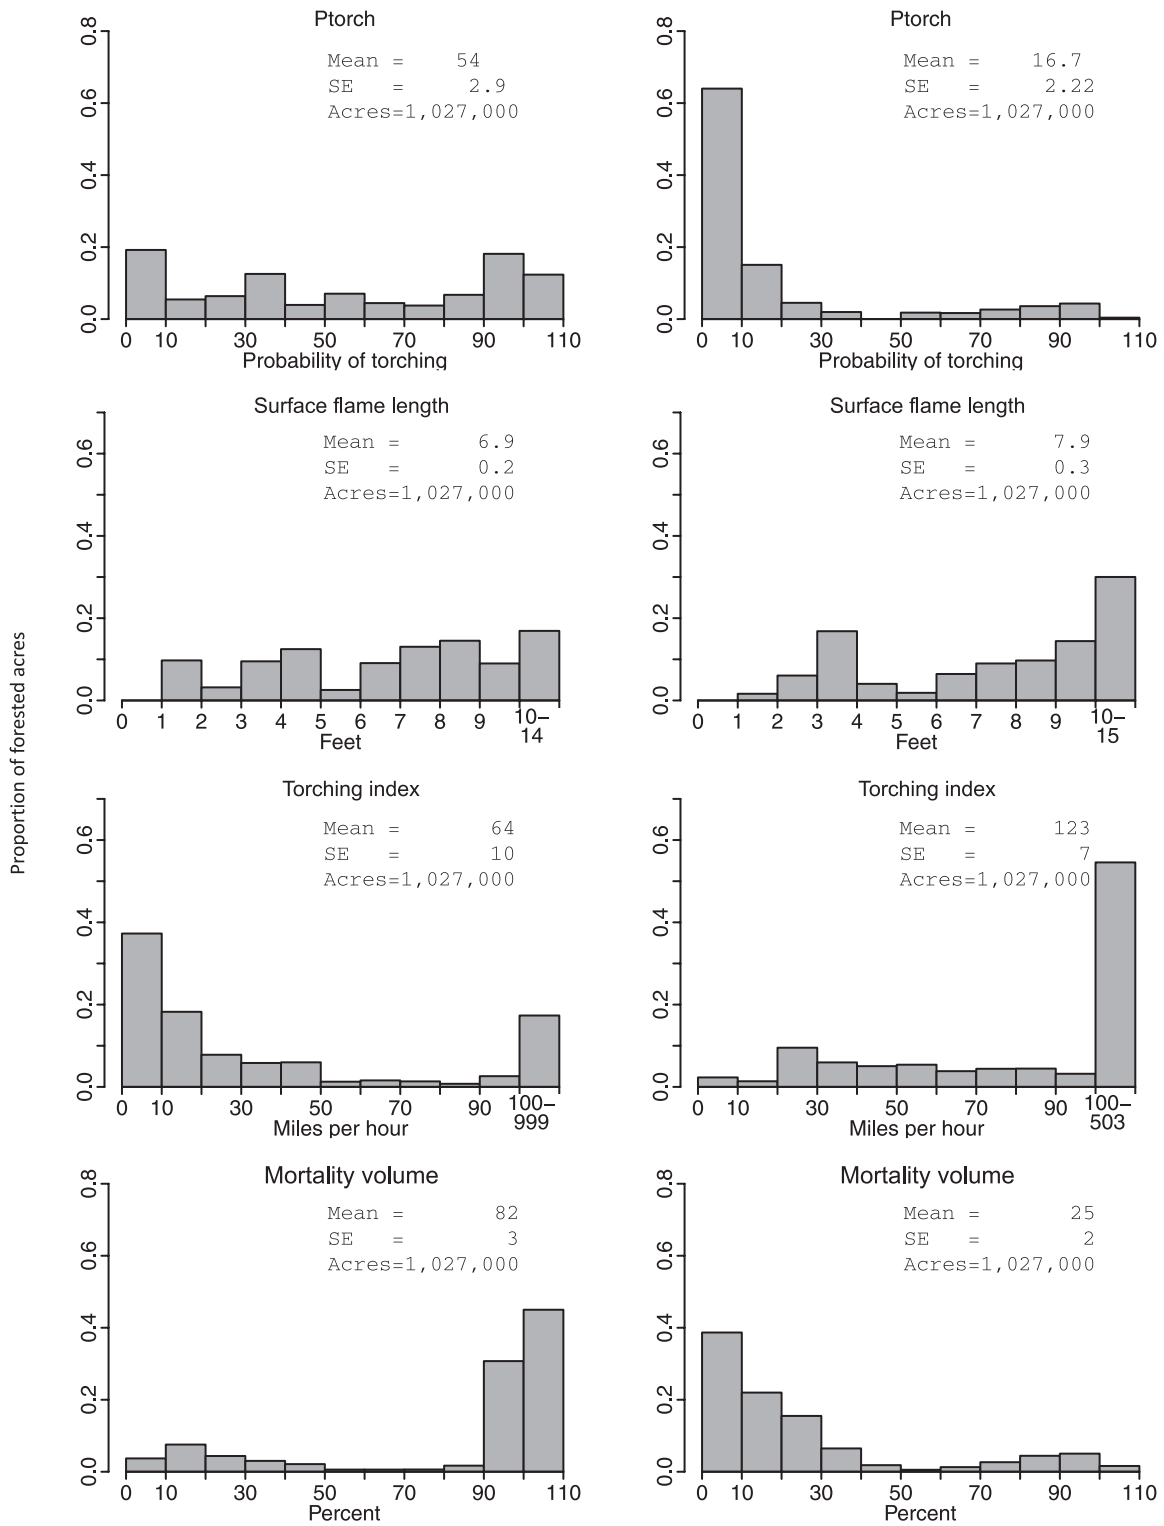 Proportion of forested acres
Ptorch
Mean = 54
SE = 2.9
Acres=1,027,000
0.8
0.6
0.4
0.2
0.0
0 10 30 50 70 90 110
Probability of torching
Ptorch
Mean = 16.7
SE = 2.22
Acres=1,027,000
0.8
0.6
0.4
0.2
0.0
0 10 30 50 70 90 110
Probability of torching
Surface flame length
Mean = 6.9
SE = 0.2
Acres=1,027,000
0.6
0.4
0.2
0.0
0 1 2 3 4 5 6 7 8 9 10–
14
Feet
Surface flame length
Mean = 7.9
SE = 0.3
Acres=1,027,000
0.6
0.4
0.2
0.0
0 1 2 3 4 5 6 7 8 9 10–
15
Feet
Torching index
Mean = 64
SE = 10
Acres=1,027,000
0.6
0.4
0.2
0.0
0 10 30 50 70 90 100–
999
Miles per hour
Torching index
Mean = 123
SE = 7
Acres=1,027,000
0.6
0.4
0.2
0.0
0 10 30 50 70 90 100–
503
Miles per hour
Mortality volume
Mean = 82
SE = 3
Acres=1,027,000
0.8
0.6
0.4
0.2
0.0
0 10 30 50 70 90 110
Percent
Mortality volume
Mean = 25
SE = 2
Acres=1,027,000
0.8
0.6
0.4
0.2
0.0
0 10 30 50 70 90 110
Percent